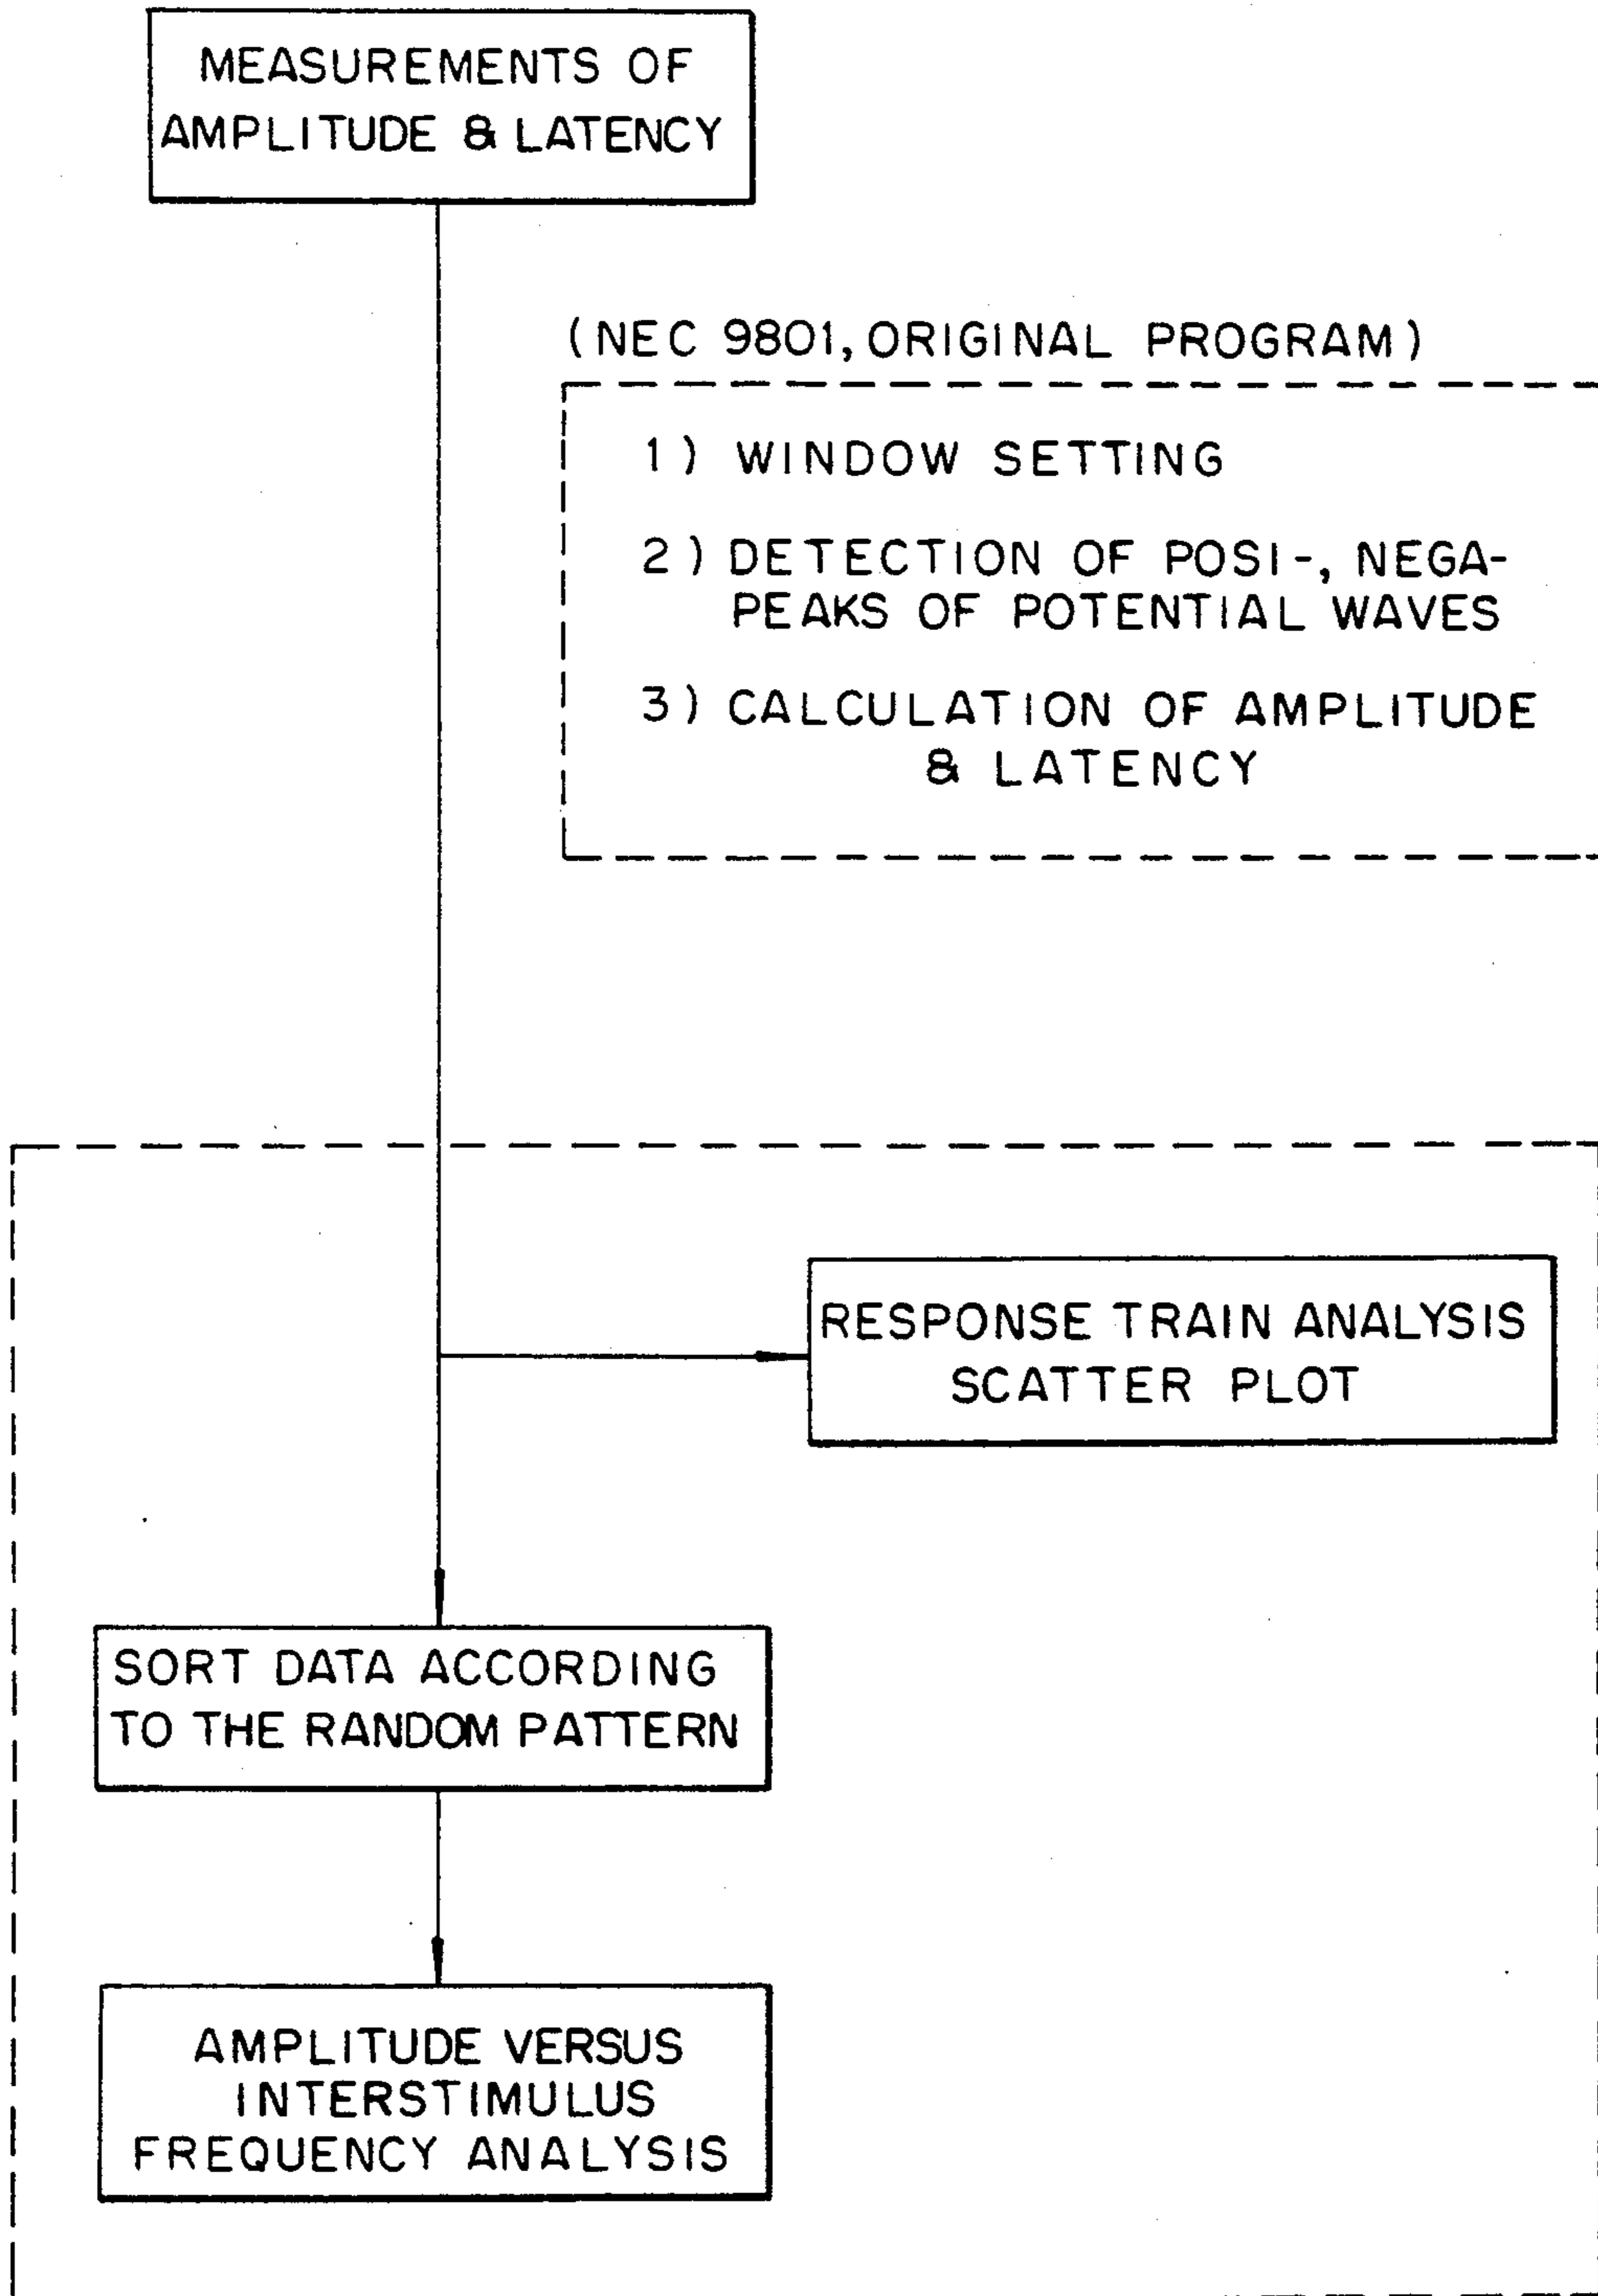 MEASUREMENTS OF
AMPLITUDE & LATENCY
(NEC 9801, ORIGINAL PROGRAM)
1) WINDOW SETTING
2) DETECTION OF POSI-, NEGA-
PEAKS OF POTENTIAL WAVES
3) CALCULATION OF AMPLITUDE
& LATENCY
RESPONSE TRAIN ANALYSIS
SCATTER PLOT
SORT DATA ACCORDING
TO THE RANDOM PATTERN
AMPLITUDE VERSUS
INTERSTIMULUS
FREQUENCY ANALYSIS